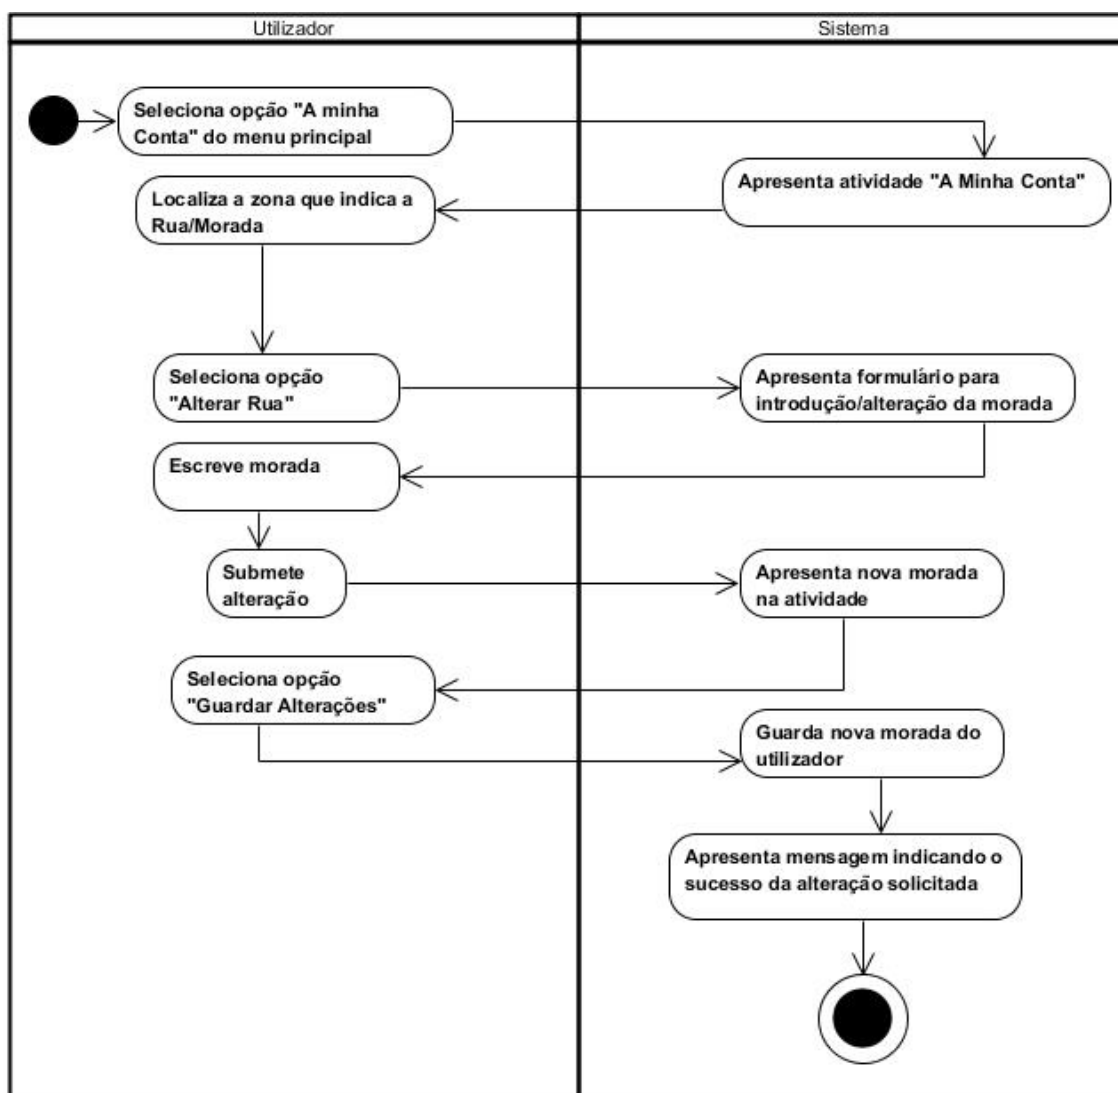 Utilizador
Sistema
Seleciona opção "A minha
Conta" do menu principal
Apresenta atividade "A Minha Conta"
Localiza a zona que indica a
Rua/Morada
Seleciona opção
"Alterar Rua"
Apresenta formulário para
introdução/alteração da morada
Escreve morada
Submete
alteração
Apresenta nova morada
na atividade
Seleciona opção
"Guardar Alterações"
Guarda nova morada do
utilizador
Apresenta mensagem indicando o
sucesso da alteração solicitada